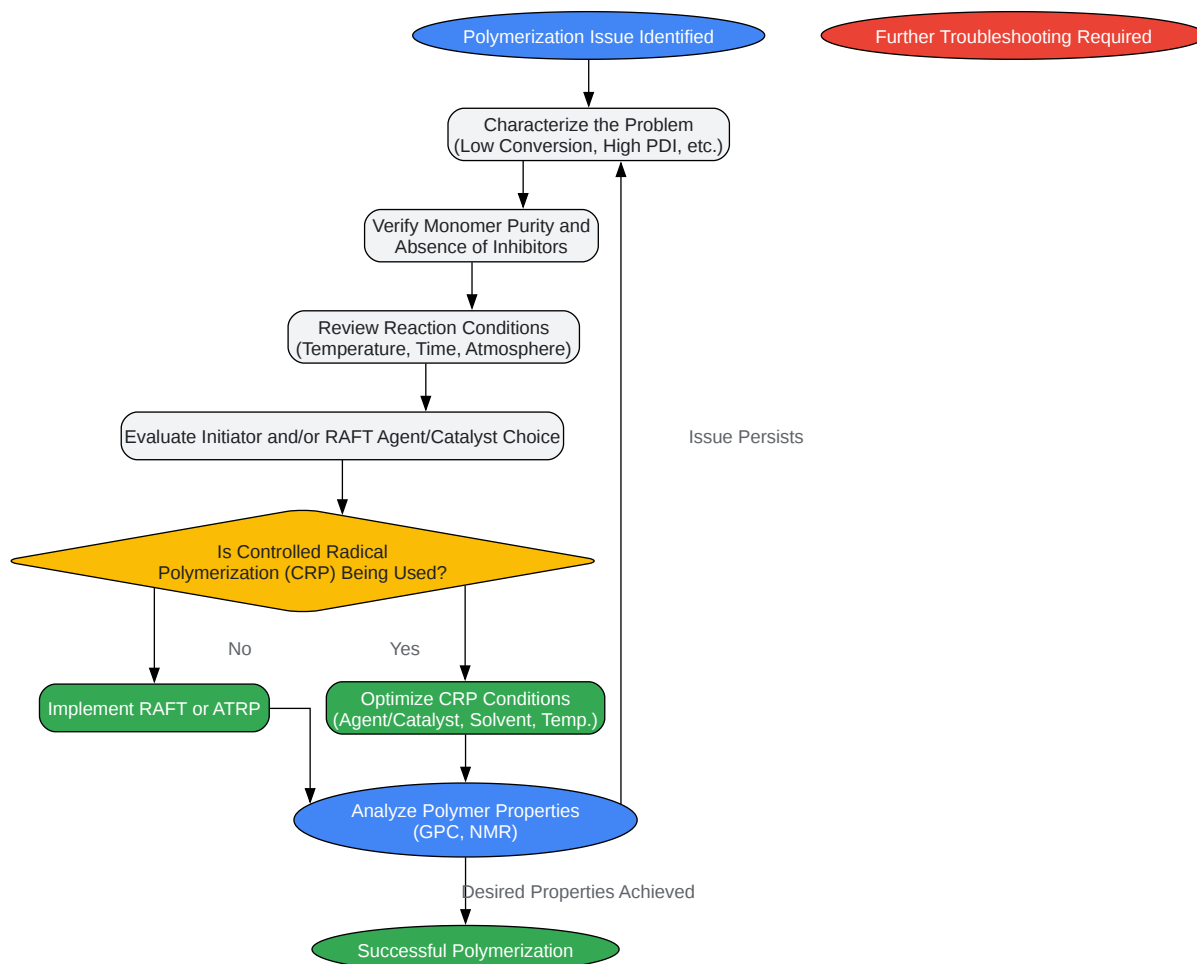 Polymerization Issue Identified
Further Troubleshooting Required
Characterize the Problem
(Low Conversion, High PDI, etc.)
Verify Monomer Purity and
Absence of Inhibitors
Review Reaction Conditions
(Temperature, Time, Atmosphere)
Evaluate Initiator and/or RAFT Agent/Catalyst Choice
Issue Persists
Is Controlled Radical
Polymerization (CRP) Being Used?
No
Yes
Implement RAFT or ATRP
Optimize CRP Conditions
(Agent/Catalyst, Solvent, Temp.)
Analyze Polymer Properties
(GPC, NMR)
Desired Properties Achieved
Successful Polymerization